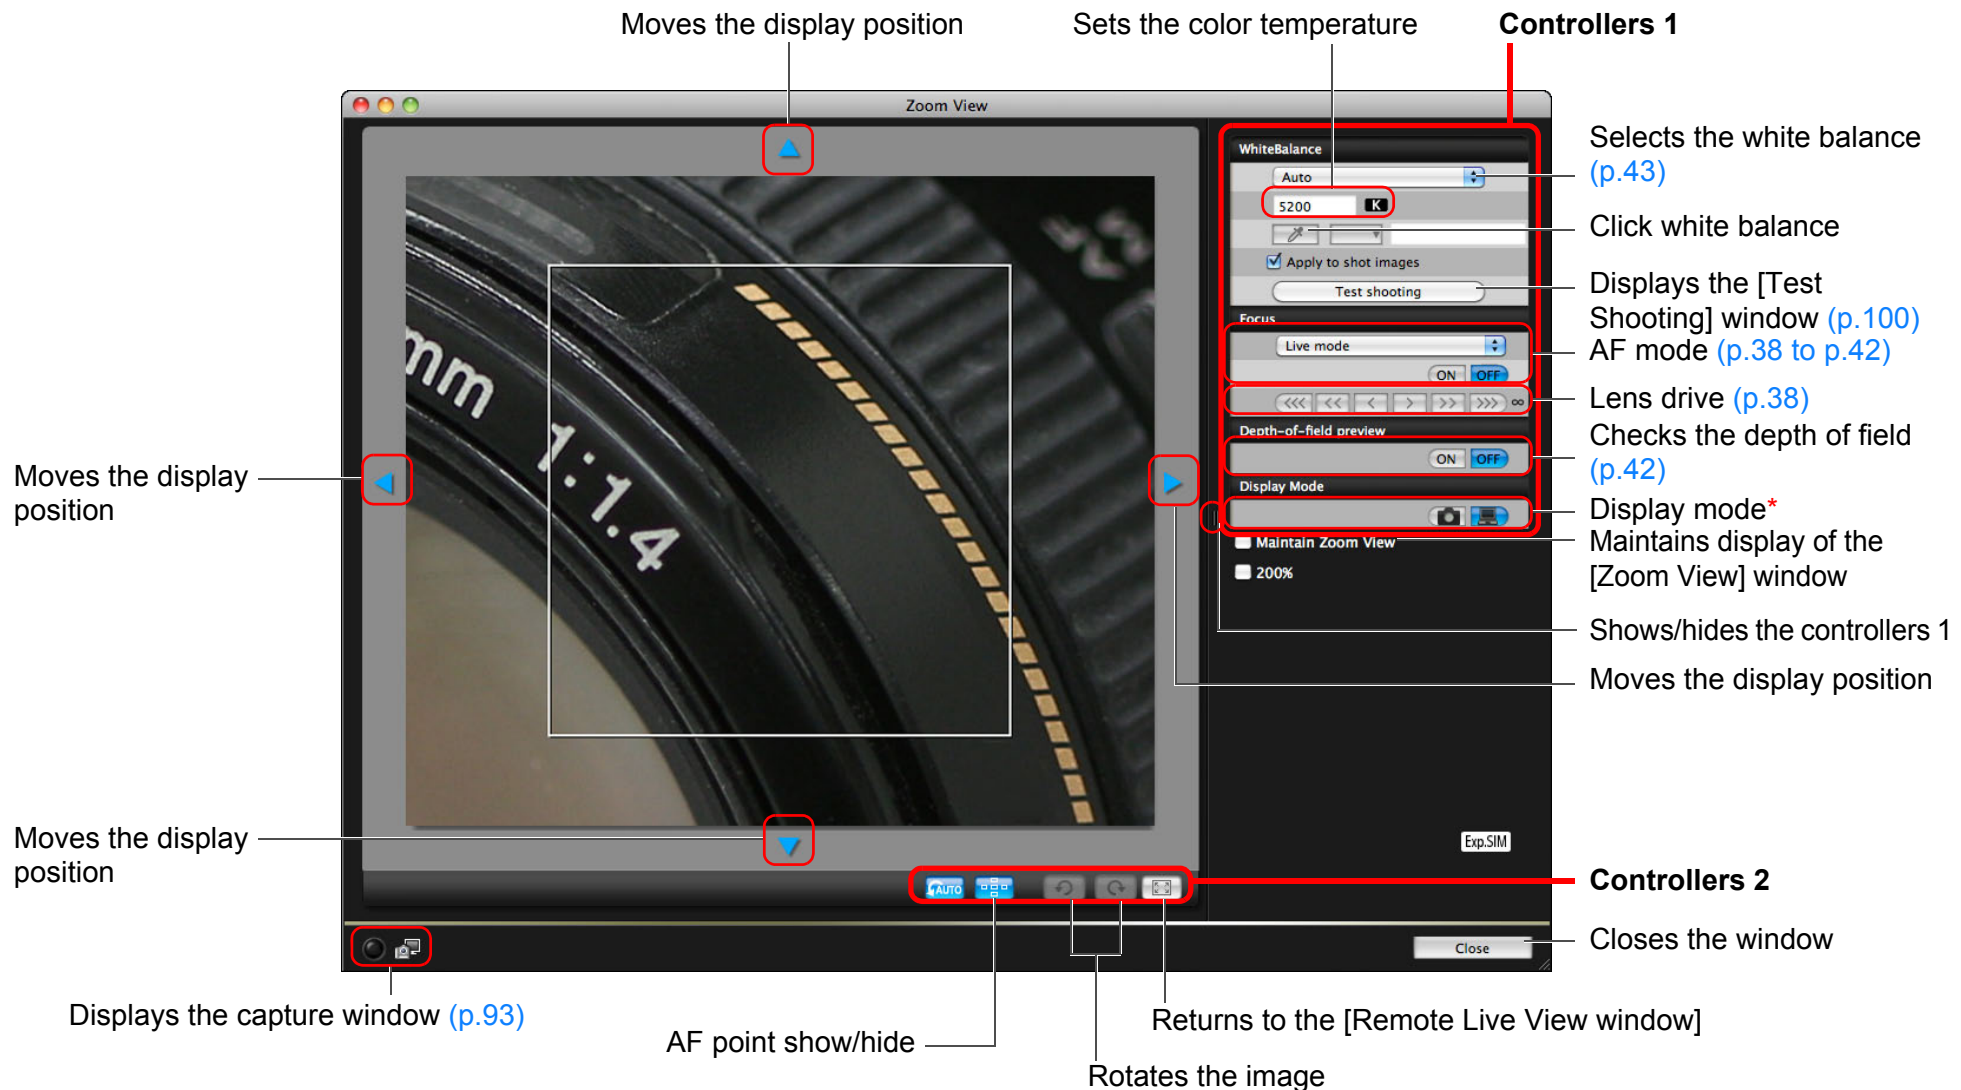 Moves the display position
Sets the color temperature
Controllers 1
Zoom View
WhiteBalance
Auto
5200 K
Apply to shot images
Test shooting
Focus
Live mode
ON OFF
<<< << < > >> >>> ∞
Depth-of-field preview
ON OFF
Display Mode
Maintain Zoom View
200%
Exp.SIM
Selects the white balance
(p.43)
Click white balance
Displays the [Test
Shooting] window (p.100)
AF mode (p.38 to p.42)
Lens drive (p.38)
Checks the depth of field
(p.42)
Display mode*
Maintains display of the
[Zoom View] window
Shows/hides the controllers 1
Moves the display position
Controllers 2
Closes the window
Moves the display
position
Moves the display
position
mm 1:1.4
AUTO
Close
Displays the capture window (p.93)
AF point show/hide
Returns to the [Remote Live View window]
Rotates the image